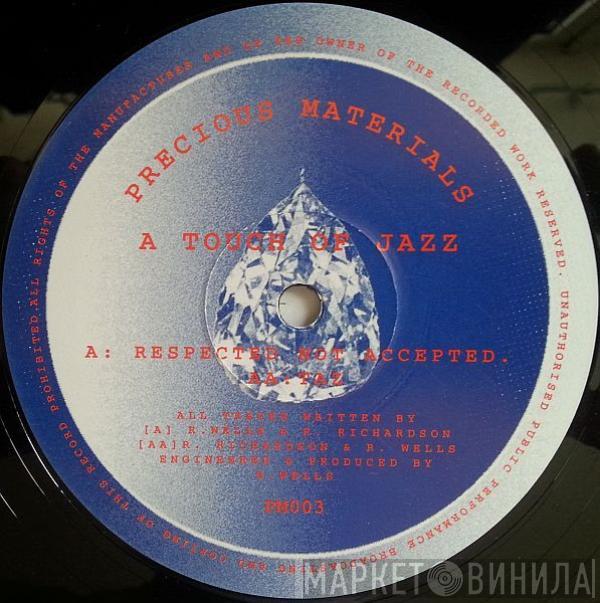 ALL RIGHTS OF THE MANUFACTURER AND OF THE OWNER OF THE RECORDED WORK RESERVED. UNAUTHORISED PUBLIC PERFORMANCE BROADCASTING AND COPYING OF THIS RECORD PROHIBITED.
PRECIOUS MATERIALS
A TOUCH OF JAZZ
A: RESPECTED NOT ACCEPTED.
AA: TAZ
ALL TRACKS WRITTEN BY
[A] R. WELLS & R. RICHARDSON
[AA] R. RICHARDSON & R. WELLS
ENGINEERED & PRODUCED BY
WELLS
PM003
МАРКЕТ ВИНИЛА